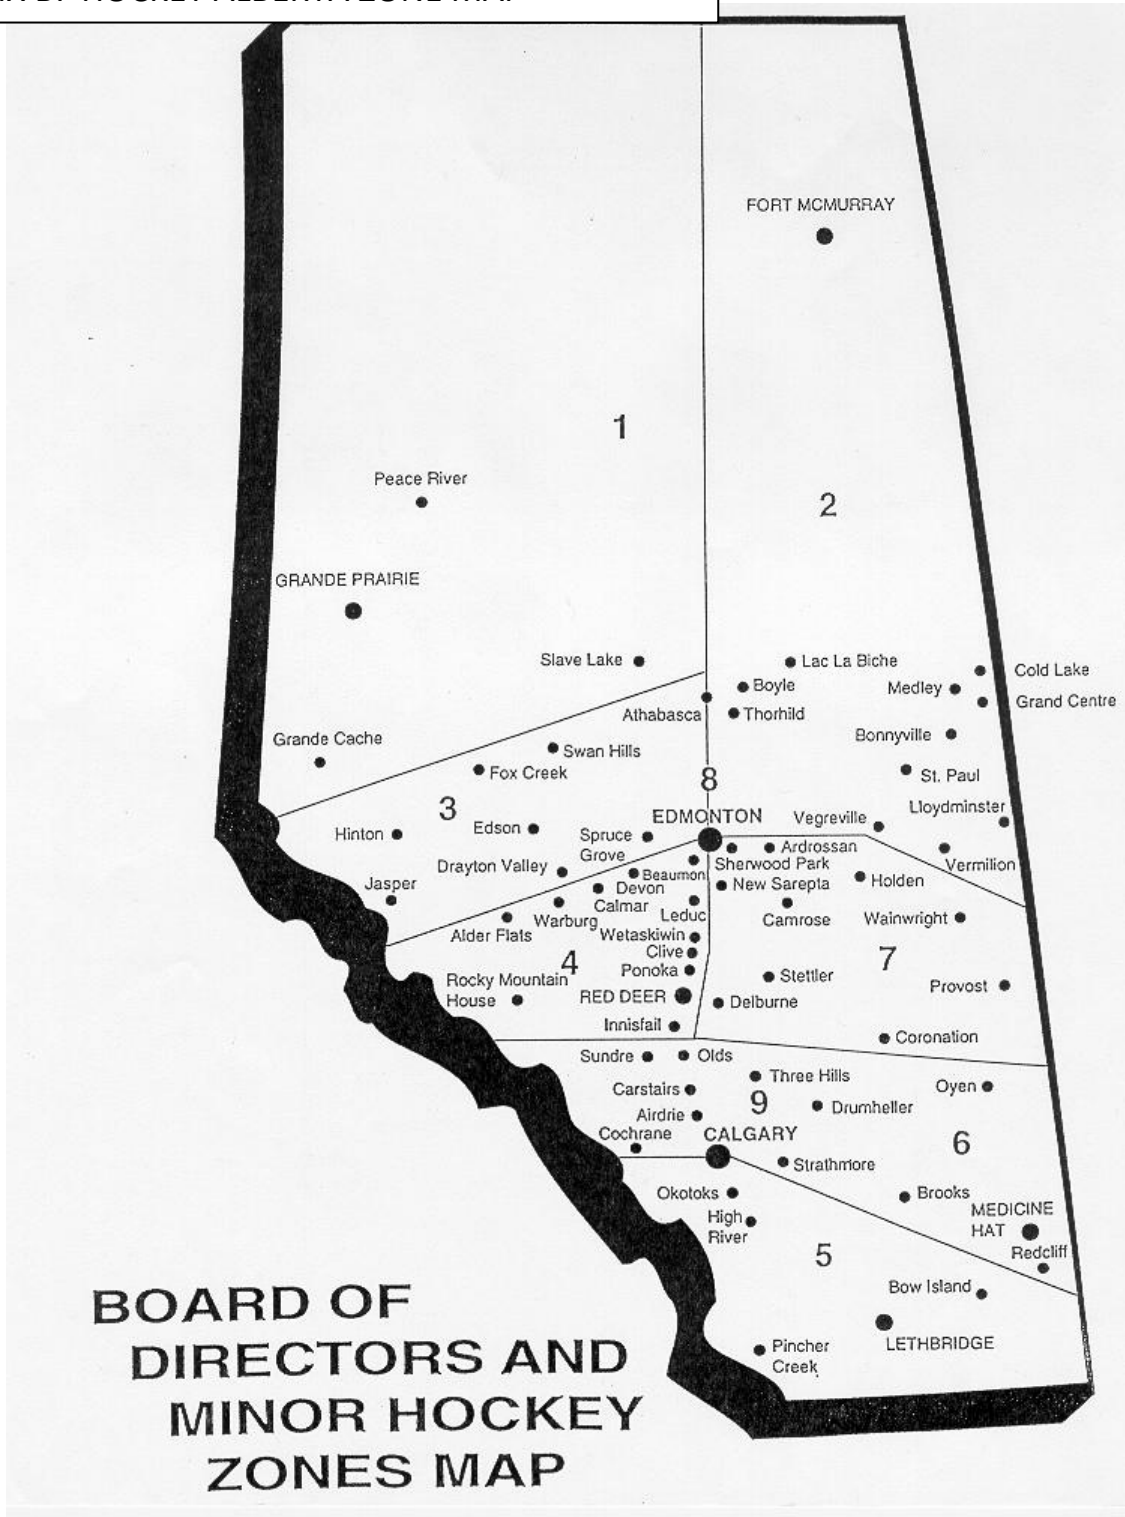 HOCKEY ALBERTA ZONE MAP
FORT MCMURRAY
1
Peace River
2
GRANDE PRAIRIE
Slave Lake
Lac La Biche
Cold Lake
Boyle
Medley
Grand Centre
Athabasca
Thorhild
Bonnyville
Grande Cache
Swan Hills
Fox Creek
St. Paul
8
3
Lloydminster
EDMONTON
Vegreville
Hinton
Edson
Spruce
Grove
Ardrossan
Sherwood Park
Vermilion
Drayton Valley
Beaumon
Jasper
Devon
New Sarepta
Holden
Calmar
Warburg
Leduc
Camrose
Wainwright
Alder Flats
Wetaskiwin
Clive
4
7
Ponoka
Rocky Mountain
House
Stettler
Provost
RED DEER
Delburne
Innisfail
Coronation
Sundre
Olds
Three Hills
Oyen
Carstairs
9
Drumheller
Airdrie
Cochrane
CALGARY
6
Strathmore
Okotoks
Brooks
High
River
MEDICINE
HAT
5
Redcliff
Bow Island
LETHBRIDGE
Pincher
Creek
BOARD OF
DIRECTORS AND
MINOR HOCKEY
ZONES MAP